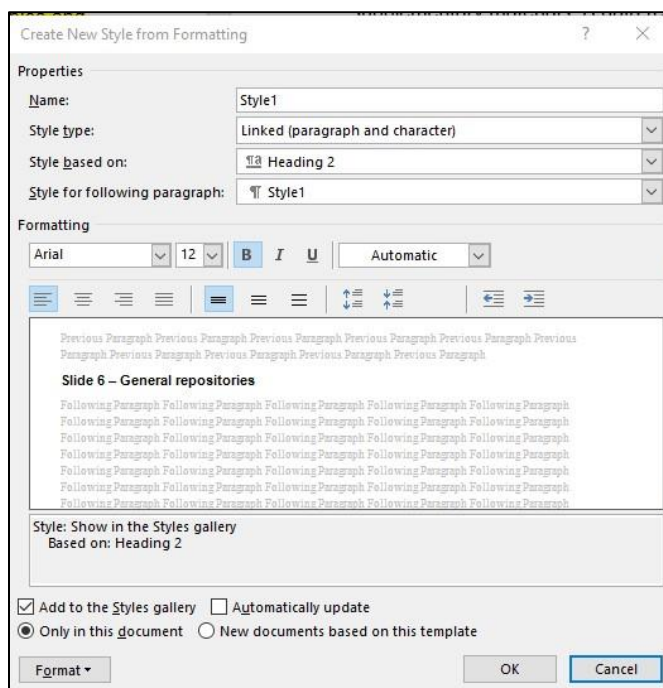 Create New Style from Formatting ? ×
Properties
Name: Style1
Style type: Linked (paragraph and character)
Style based on: ¶a Heading 2
Style for following paragraph: ¶ Style1
Formatting
Arial 12 B I U Automatic
Previous Paragraph Previous Paragraph Previous Paragraph Previous Paragraph Previous Paragraph Previous
Paragraph Previous Paragraph Previous Paragraph Previous Paragraph Previous Paragraph
Slide 6 – General repositories
Following Paragraph Following Paragraph Following Paragraph Following Paragraph Following Paragraph
Following Paragraph Following Paragraph Following Paragraph Following Paragraph Following Paragraph
Following Paragraph Following Paragraph Following Paragraph Following Paragraph Following Paragraph
Following Paragraph Following Paragraph Following Paragraph Following Paragraph Following Paragraph
Following Paragraph Following Paragraph Following Paragraph Following Paragraph Following Paragraph
Following Paragraph Following Paragraph Following Paragraph Following Paragraph Following Paragraph
Following Paragraph Following Paragraph Following Paragraph Following Paragraph Following Paragraph
Style: Show in the Styles gallery
Based on: Heading 2
Add to the Styles gallery Automatically update
Only in this document New documents based on this template
Format OK Cancel